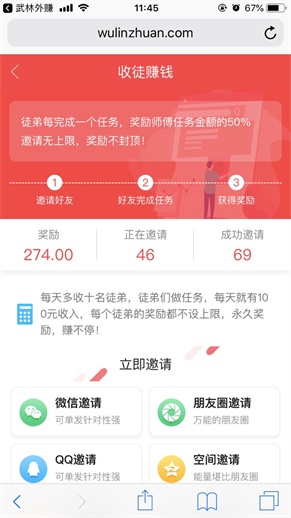 武林外赚
11:45
67%
wulinzhuan.com
收徒赚钱
徒弟每完成一个任务，奖励师傅任务金额的50%
邀请无上限，奖励不封顶！
1
2
3
邀请好友
好友完成任务
获得奖励
奖励
正在邀请
成功邀请
274.00
46
69
每天多收十名徒弟，徒弟们做任务，每天就有10
0元收入，每个徒弟的奖励都不设上限，永久奖
励，赚不停！
立即邀请
微信邀请
可单发针对性强
朋友圈邀请
万能的朋友圈
QQ邀请
可单发针对性强
空间邀请
能量堪比朋友圈